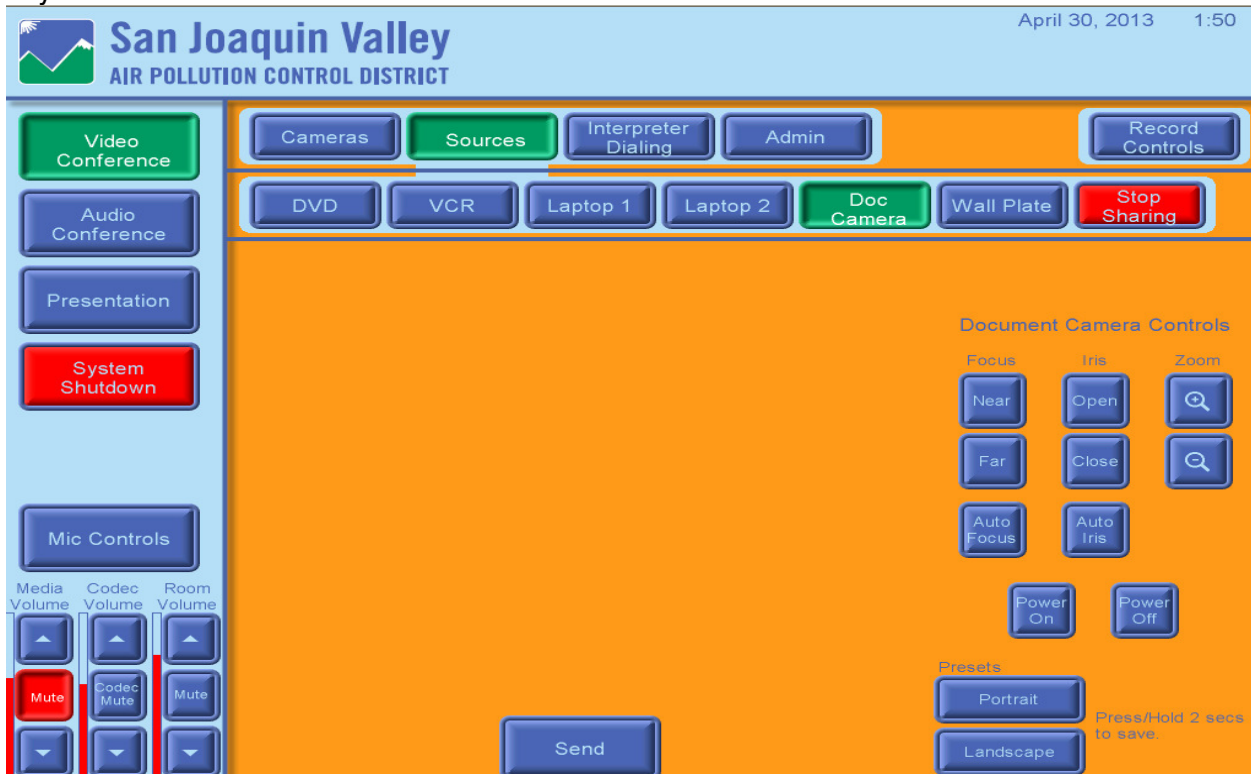 San Joaquin Valley
AIR POLLUTION CONTROL DISTRICT
April 30, 2013 1:50
Video
Conference
Audio
Conference
Presentation
System
Shutdown
Mic Controls
Media
Volume
Codec
Volume
Room
Volume
Mute
Codec
Mute
Mute
Cameras
Sources
Interpreter
Dialing
Admin
Record
Controls
DVD
VCR
Laptop 1
Laptop 2
Doc
Camera
Wall Plate
Stop
Sharing
Document Camera Controls
Focus Iris Zoom
Near Open
Far Close
Auto
Focus
Auto
Iris
Power
On
Power
Off
Presets
Portrait
Landscape
Press/Hold 2 secs
to save.
Send